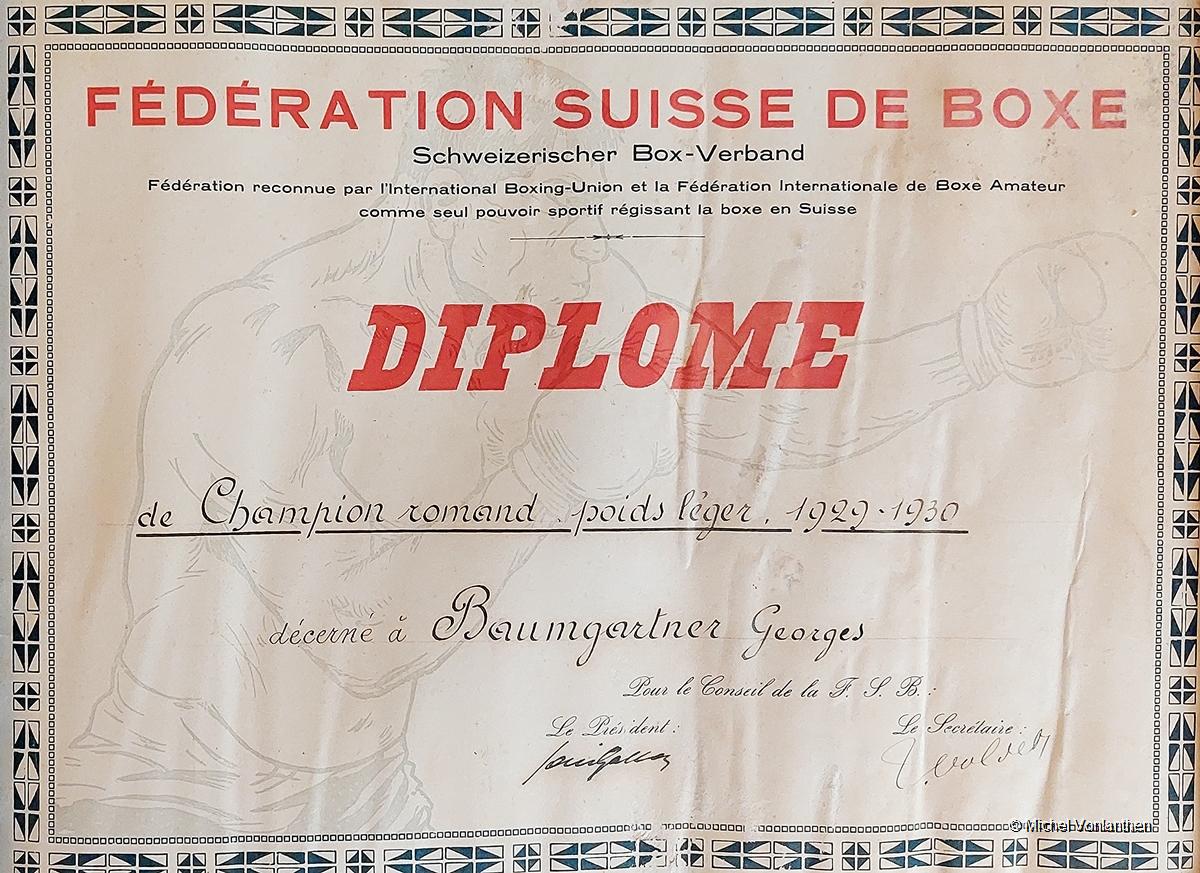 FÉDÉRATION SUISSE DE BOXE
Schweizerischer Box-Verband
Fédération reconnue par l'International Boxing-Union et la Fédération Internationale de Boxe Amateur
comme seul pouvoir sportif régissant la boxe en Suisse
DIPLOME
de Champion romand . poids léger . 1929-1930
décerné à Baumgartner Georges
Pour le Conseil de la F. S. B. :
Le Président : Le Secrétaire :
© Michel Vonlanthen